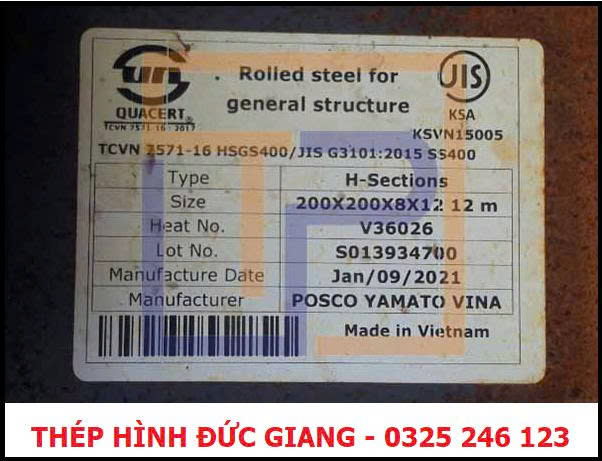 QUACERT
TCVN 7571-16 : 2017
Rolled steel for
general structure
JIS
KSA
KSVN15005
TCVN 7571-16 HSGS400/JIS G3101:2015 SS400
Type H-Sections
Size 200X200X8X12 12 m
Heat No. V36026
Lot No. S013934700
Manufacture Date Jan/09/2021
Manufacturer POSCO YAMATO VINA
Made in Vietnam
THÉP HÌNH ĐỨC GIANG - 0325 246 123